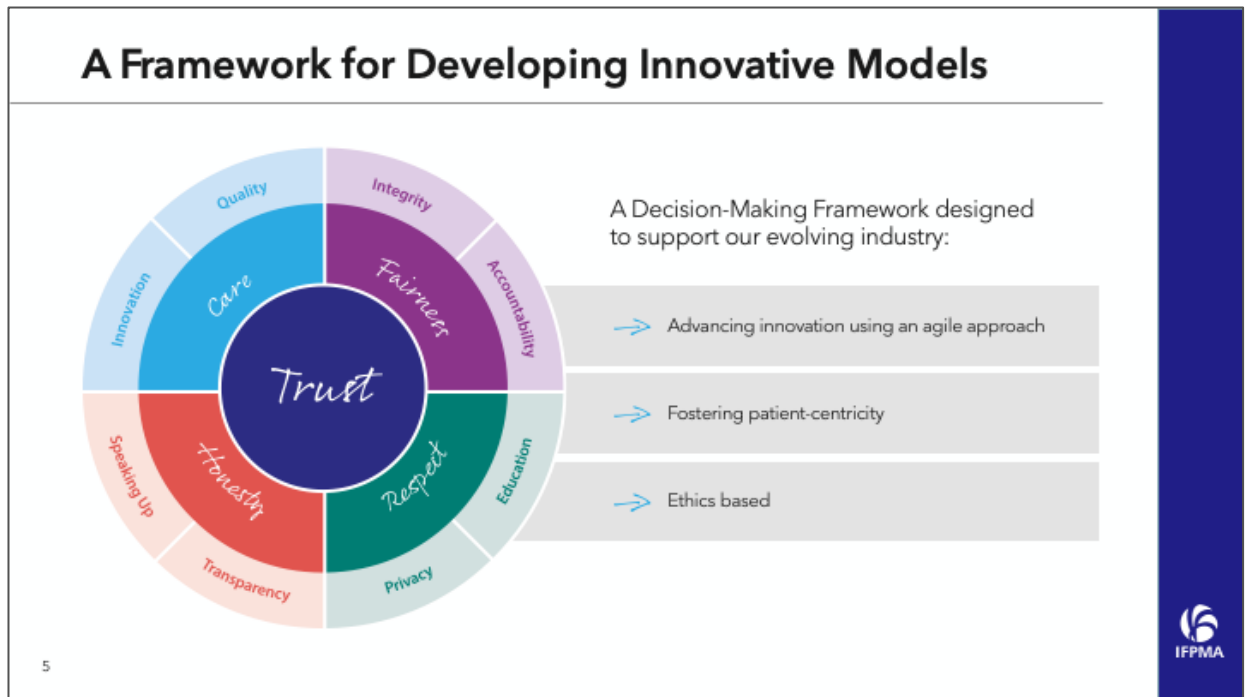 A Framework for Developing Innovative Models
Quality
Integrity
Innovation
Care
Fairness
Accountability
Trust
Speaking Up
Honesty
Respect
Education
Transparency
Privacy
A Decision-Making Framework designed
to support our evolving industry:
Advancing innovation using an agile approach
Fostering patient-centricity
Ethics based
5
IFPMA